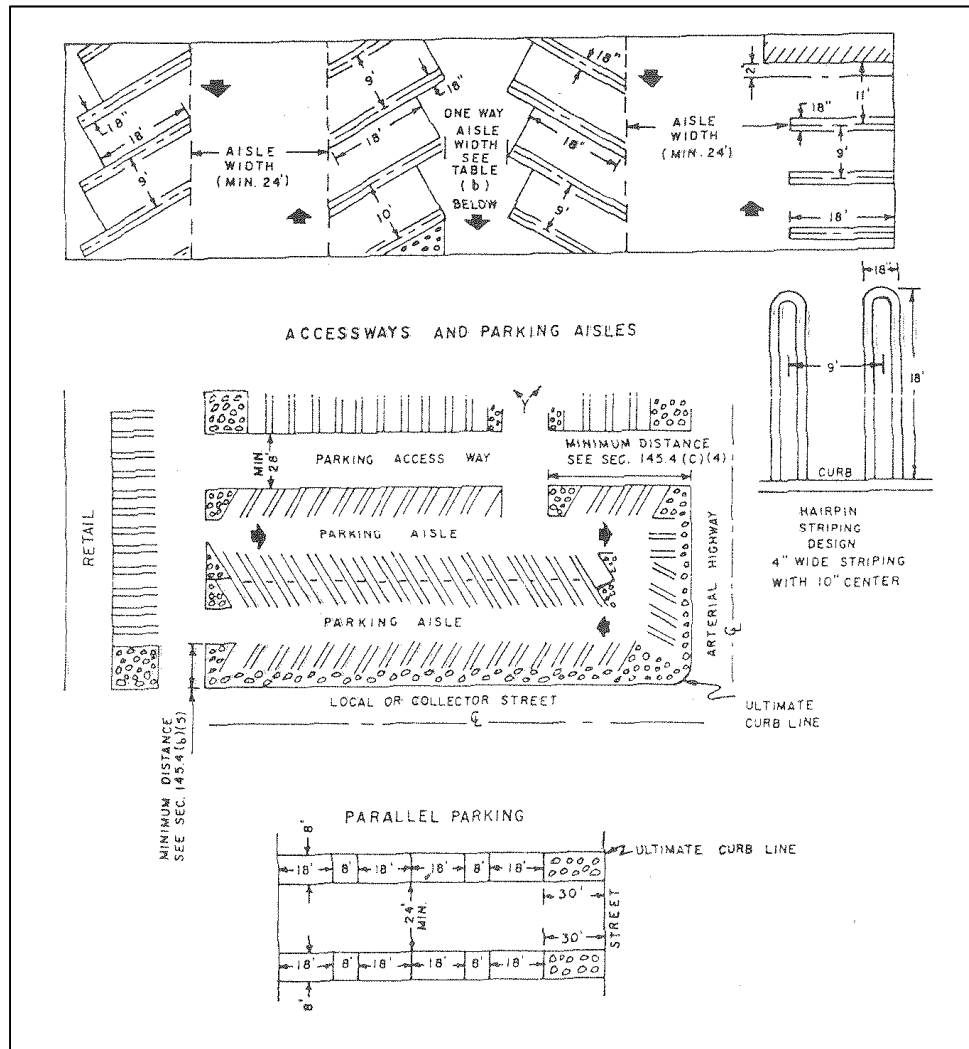 18"
18'
9'
AISLE
WIDTH
(MIN. 24')
9'
18"
18'
10'
ONE WAY
AISLE
WIDTH
SEE
TABLE
(b)
BELOW
18"
18"
9'
AISLE
WIDTH
(MIN. 24')
2'
11'
18"
9'
18'
ACCESSWAYS AND PARKING AISLES
18"
9'
18'
CURB
HAIRPIN
STRIPING
DESIGN
4" WIDE STRIPING
WITH 10" CENTER
RETAIL
MIN.
28'
PARKING ACCESS WAY
Y
MINIMUM DISTANCE
SEE SEC. 145.4 (C)(4)
PARKING AISLE
PARKING AISLE
ARTERIAL HIGHWAY
LOCAL OR COLLECTOR STREET
ULTIMATE
CURB LINE
MINIMUM DISTANCE
SEE SEC. 145.4(b)(5)
PARALLEL PARKING
8'
18' 8' 18' 18' 8' 18'
ULTIMATE CURB LINE
24'
MIN.
30'
30'
STREET
18' 8' 18' 18' 8' 18'
8'